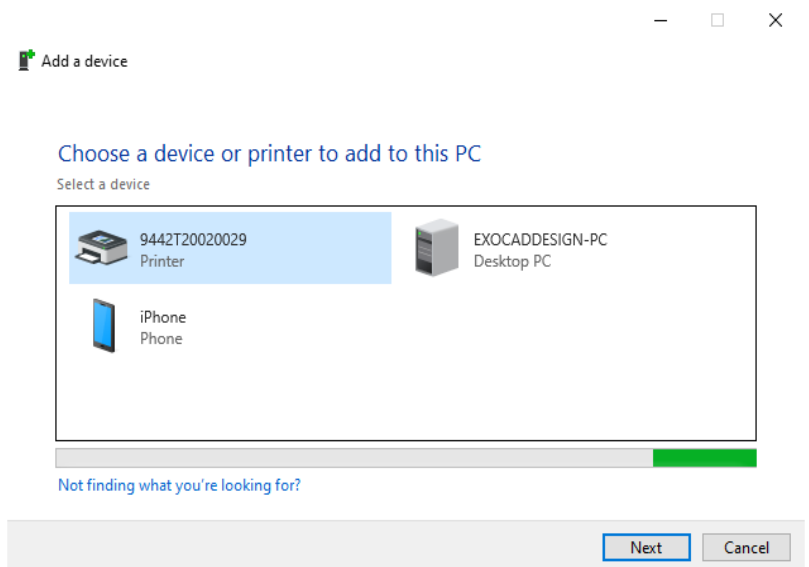 Add a device
Choose a device or printer to add to this PC
Select a device
9442T20020029
Printer
EXOCADDESIGN-PC
Desktop PC
iPhone
Phone
Not finding what you're looking for?
Next
Cancel